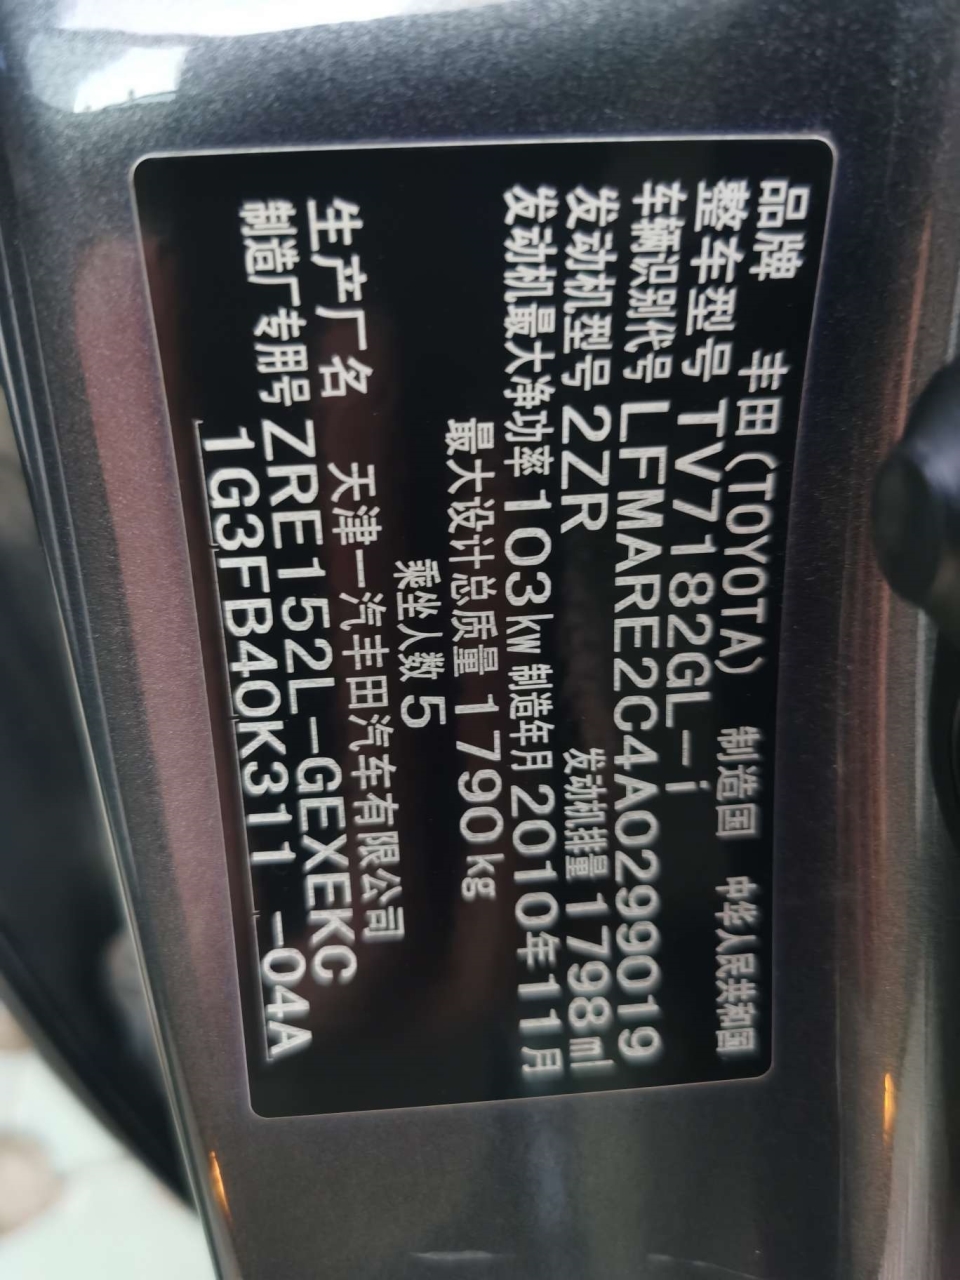 品牌 丰田(TOYOTA) 制造国 中华人民共和国
整车型号 TV7182GL-i
车辆识别代号 LFMARE2C4A0299019
发动机型号 2ZR 发动机排量 1798ml
发动机最大净功率 103kW 制造年月 2010年11月
最大设计总质量 1790kg
乘坐人数 5
生产厂名 天津一汽丰田汽车有限公司
制造厂专用号 ZRE152L-GEXEKC
1G3FB40K311-04A